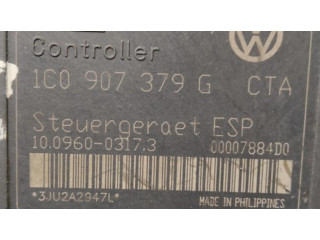 Controller
1C0 907 379 G CTA
Steuergeraet ESP
10.0960-0317.3 00007884D0
*3JU2A2947L*
MADE IN PHILIPPINES